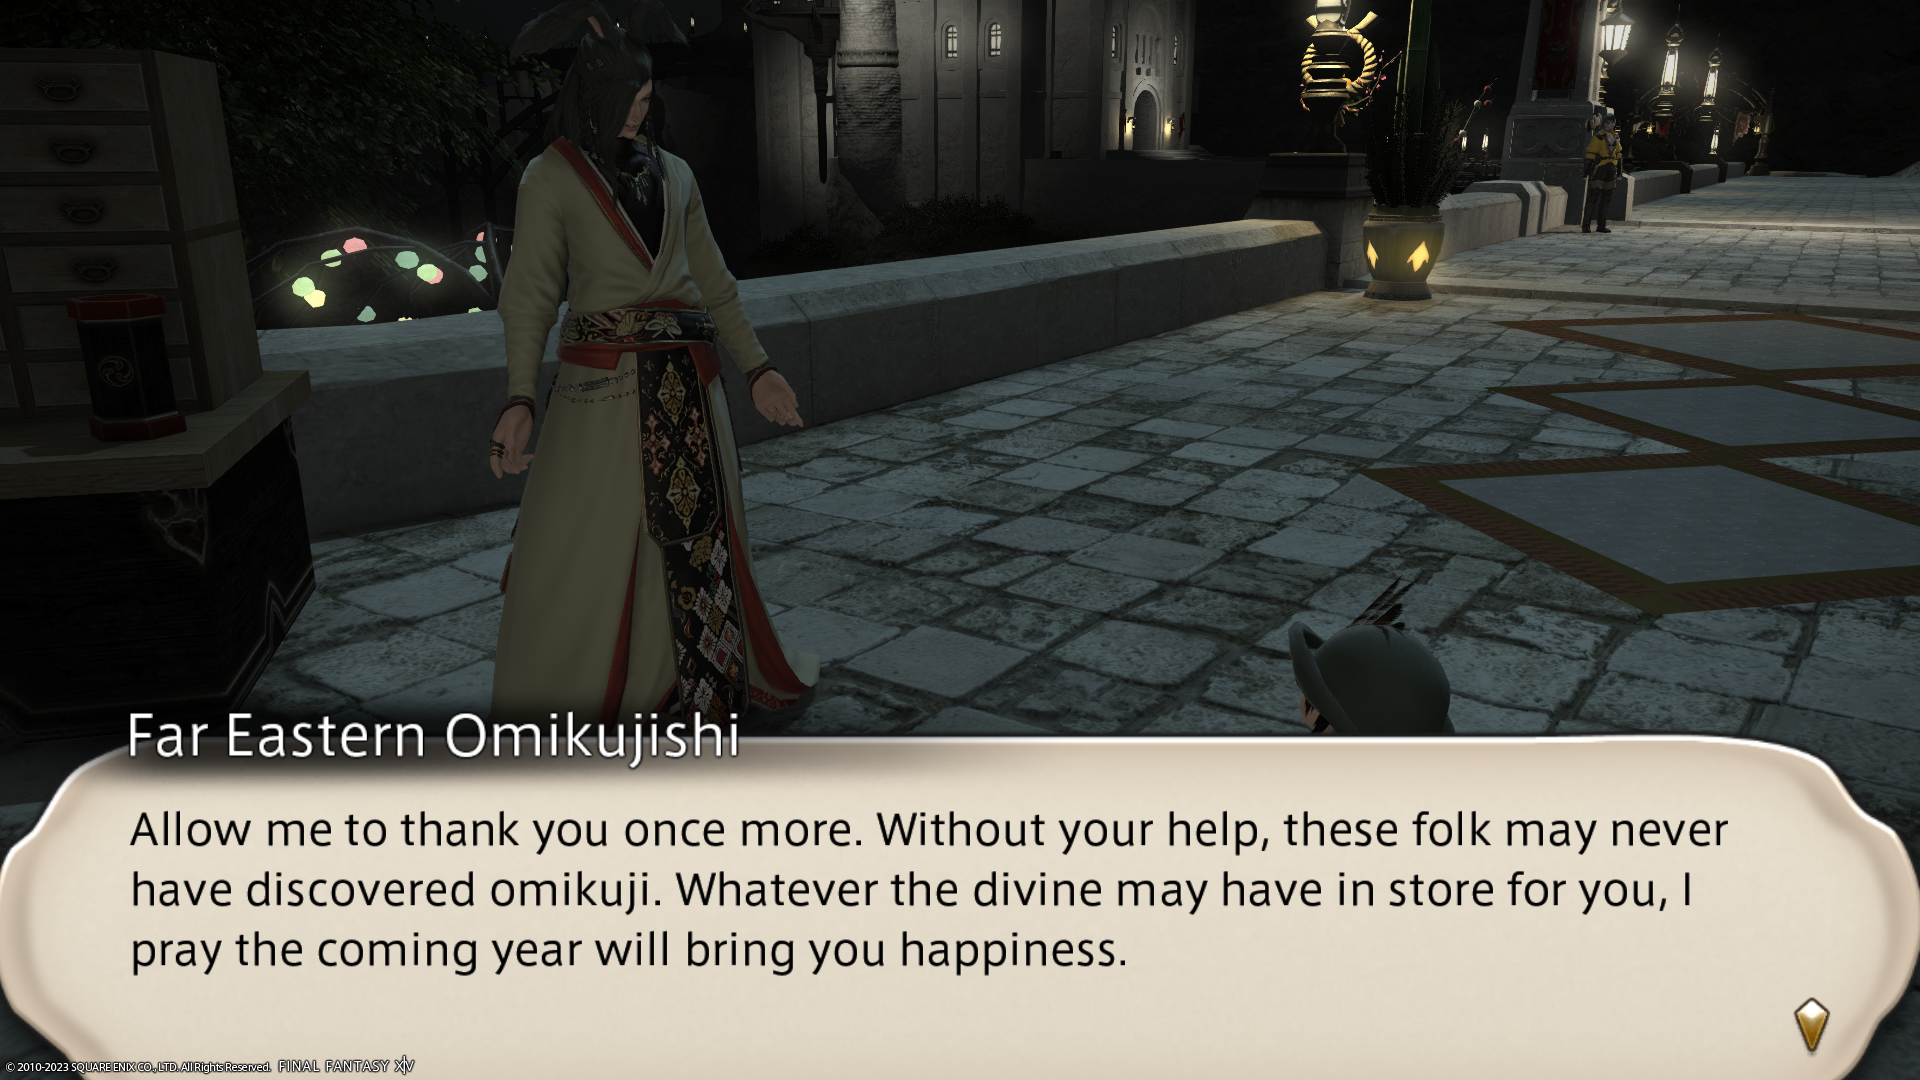 Far Eastern Omikujishi
Allow me to thank you once more. Without your help, these folk may never
have discovered omikuji. Whatever the divine may have in store for you, I
pray the coming year will bring you happiness.
© 2010-2023 SQUARE ENIX CO., LTD. All Rights Reserved. FINAL FANTASY XIV